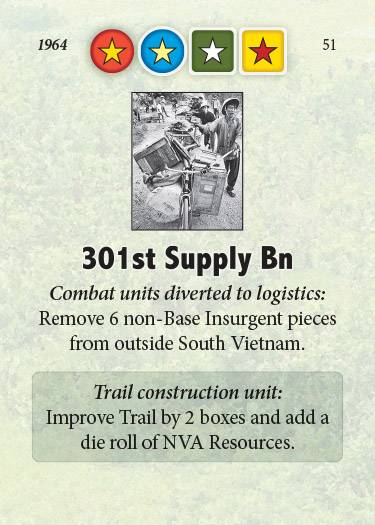 1964
51
301st Supply Bn
Combat units diverted to logistics:
Remove 6 non-Base Insurgent pieces
from outside South Vietnam.
Trail construction unit:
Improve Trail by 2 boxes and add a
die roll of NVA Resources.